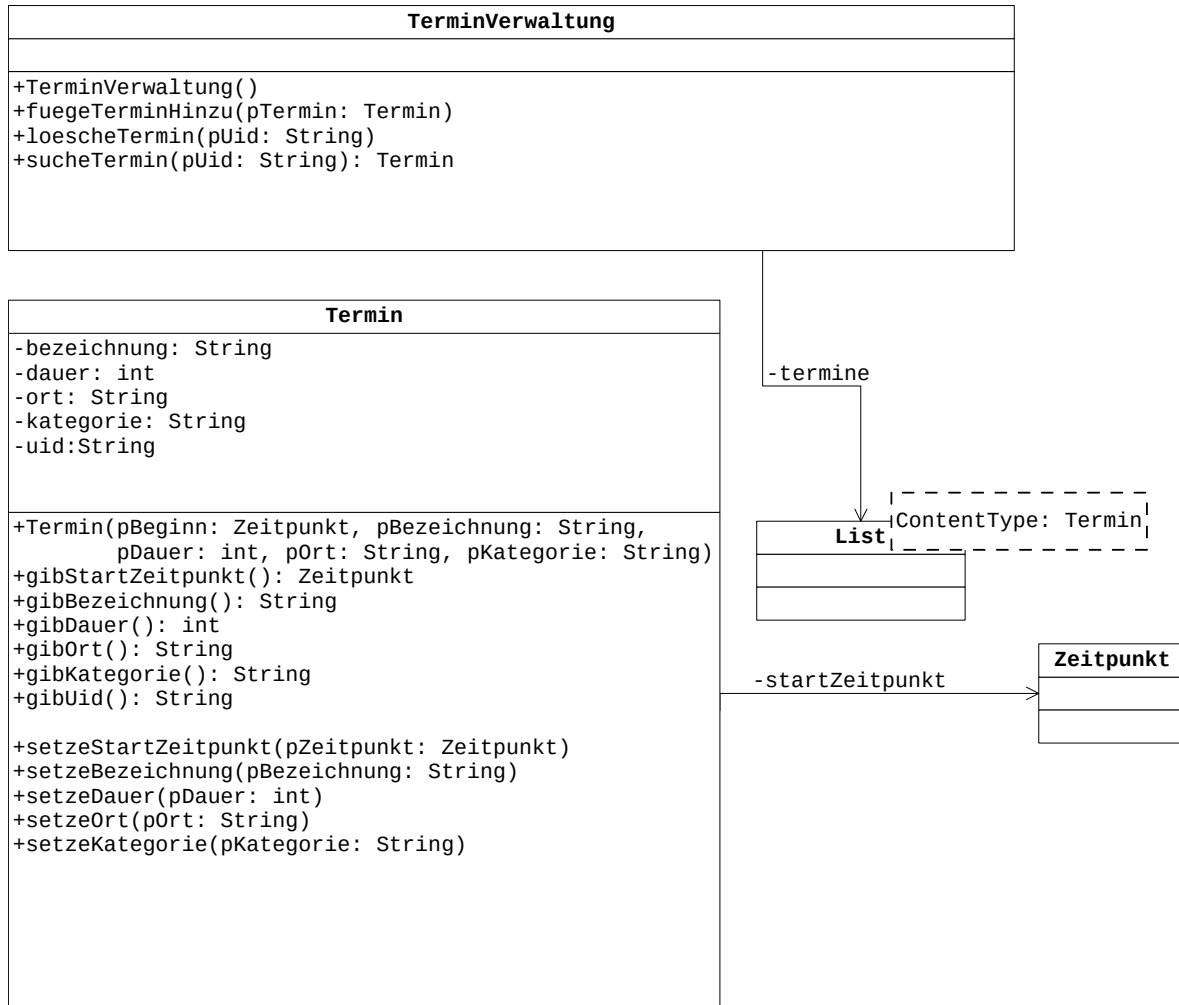 TerminVerwaltung
+TerminVerwaltung()
+fuegeTerminHinzu(pTermin: Termin)
+loescheTermin(pUid: String)
+sucheTermin(pUid: String): Termin
Termin
-bezeichnung: String
-dauer: int
-ort: String
-kategorie: String
-uid:String
+Termin(pBeginn: Zeitpunkt, pBezeichnung: String,
pDauer: int, pOrt: String, pKategorie: String)
+gibStartZeitpunkt(): Zeitpunkt
+gibBezeichnung(): String
+gibDauer(): int
+gibOrt(): String
+gibKategorie(): String
+gibUid(): String
+setzeStartZeitpunkt(pZeitpunkt: Zeitpunkt)
+setzeBezeichnung(pBezeichnung: String)
+setzeDauer(pDauer: int)
+setzeOrt(pOrt: String)
+setzeKategorie(pKategorie: String)
-termine
ContentType: Termin
List
-startZeitpunkt
Zeitpunkt